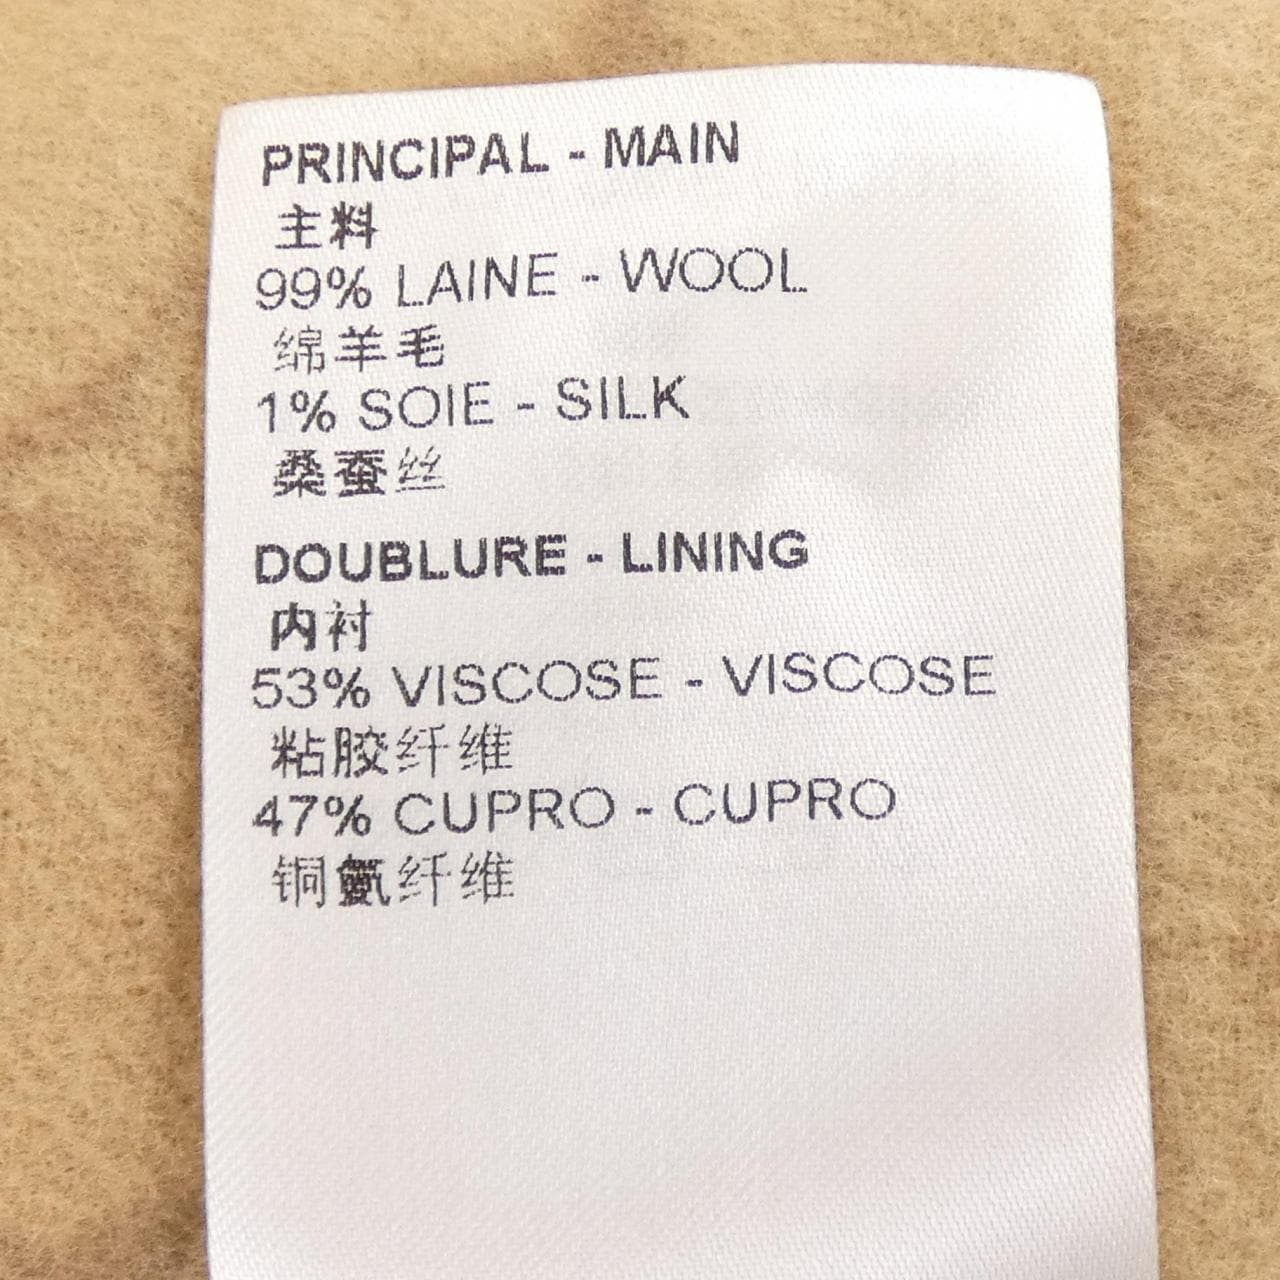 PRINCIPAL - MAIN
主料
99% LAINE - WOOL
绵羊毛
1% SOIE - SILK
桑蚕丝
DOUBLURE - LINING
内衬
53% VISCOSE - VISCOSE
粘胶纤维
47% CUPRO - CUPRO
铜氨纤维